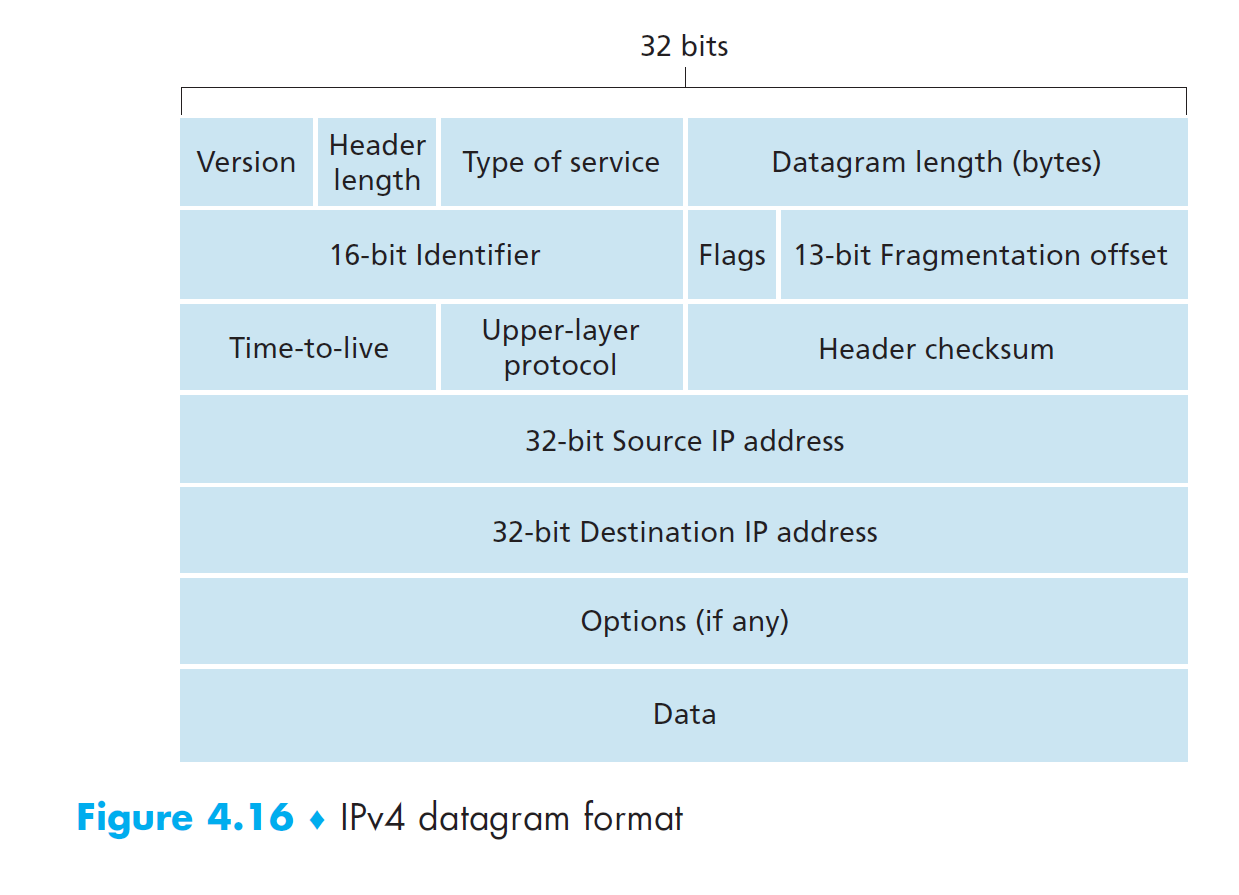 32 bits
Version
Header
length
Type of service
Datagram length (bytes)
16-bit Identifier
Flags
13-bit Fragmentation offset
Time-to-live
Upper-layer
protocol
Header checksum
32-bit Source IP address
32-bit Destination IP address
Options (if any)
Data
Figure 4.16 ♦ IPv4 datagram format